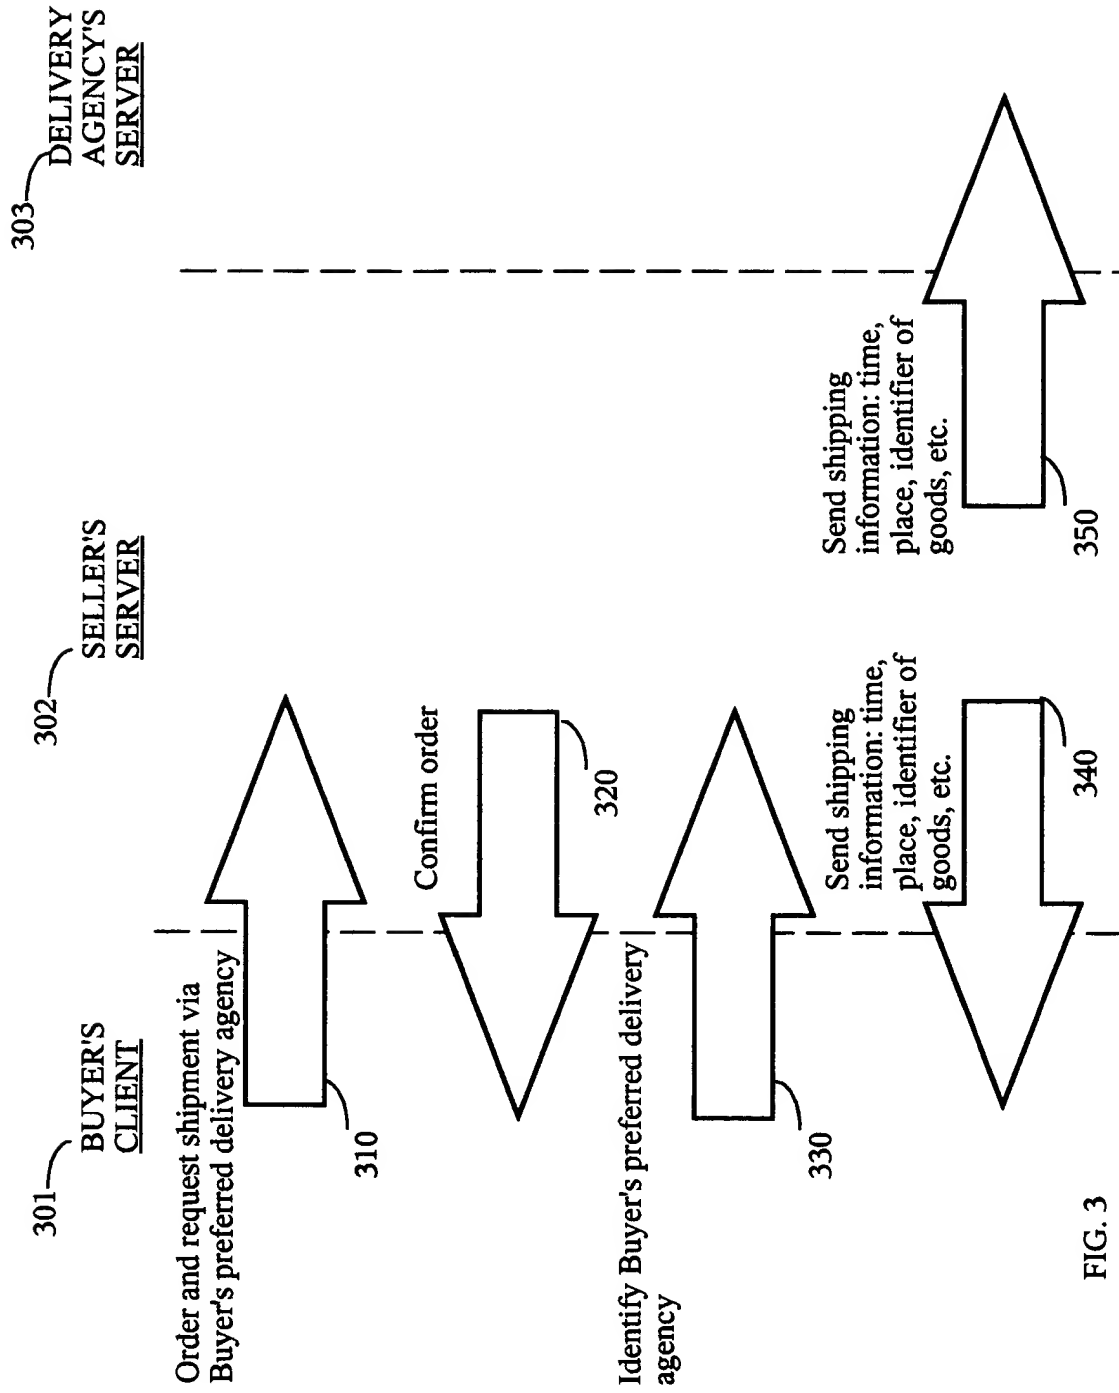 301
BUYER'S
CLIENT
302
SELLER'S
SERVER
303
DELIVERY
AGENCY'S
SERVER
Order and request shipment via
Buyer's preferred delivery agency
310
Confirm order
320
Identify Buyer's preferred delivery
agency
330
Send shipping
information: time,
place, identifier of
goods, etc.
340
Send shipping
information: time,
place, identifier of
goods, etc.
350
FIG. 3